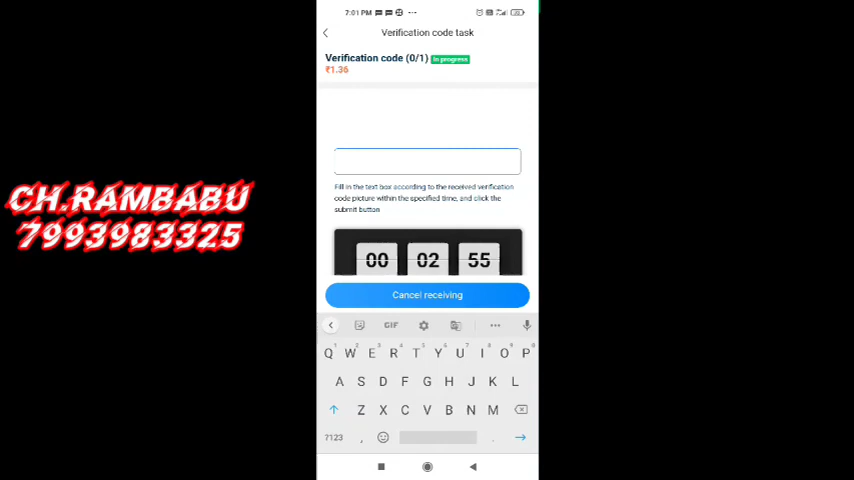 7:01 PM
Verification code task
Verification code (0/1) In progress
₹1.36
CH.RAMBABU
7993983325
Fill in the text box according to the received verification
code picture within the specified time, and click the
submit button
00 02 55
Cancel receiving
GIF
Q W E R T Y U I O P
A S D F G H J K L
Z X C V B N M
?123 , .